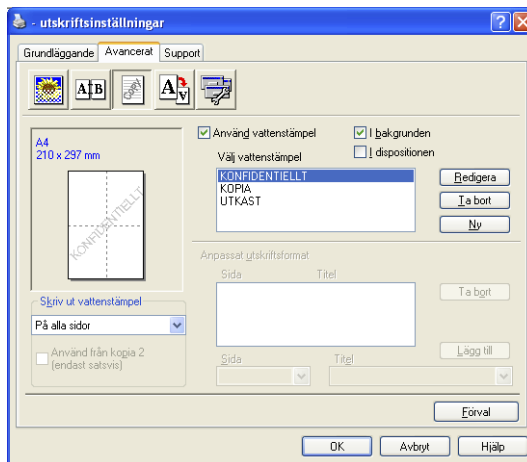 - utskriftsinställningar
Grundläggande Avancerat Support
A4
210 x 297 mm
KONFIDENTIELLT
Skriv ut vattenstämpel
På alla sidor
Använd från kopia 2
(endast satsvis)
Använd vattenstämpel
I bakgrunden
I dispositionen
Välj vattenstämpel
KONFIDENTIELLT
KOPIA
UTKAST
Redigera
Ta bort
Ny
Anpassat utskriftsformat
Sida Titel
Ta bort
Lägg till
Sida Titel
Förval
OK Avbryt Hjälp